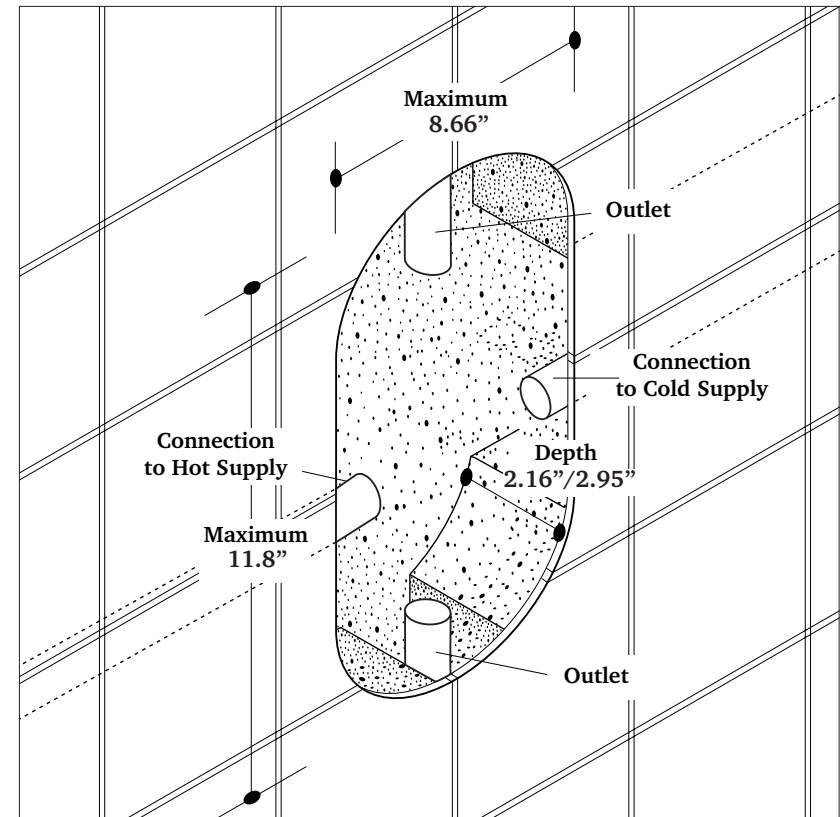 Maximum
8.66”
Outlet
Connection
to Cold Supply
Connection
to Hot Supply
Depth
2.16”/2.95”
Maximum
11.8”
Outlet